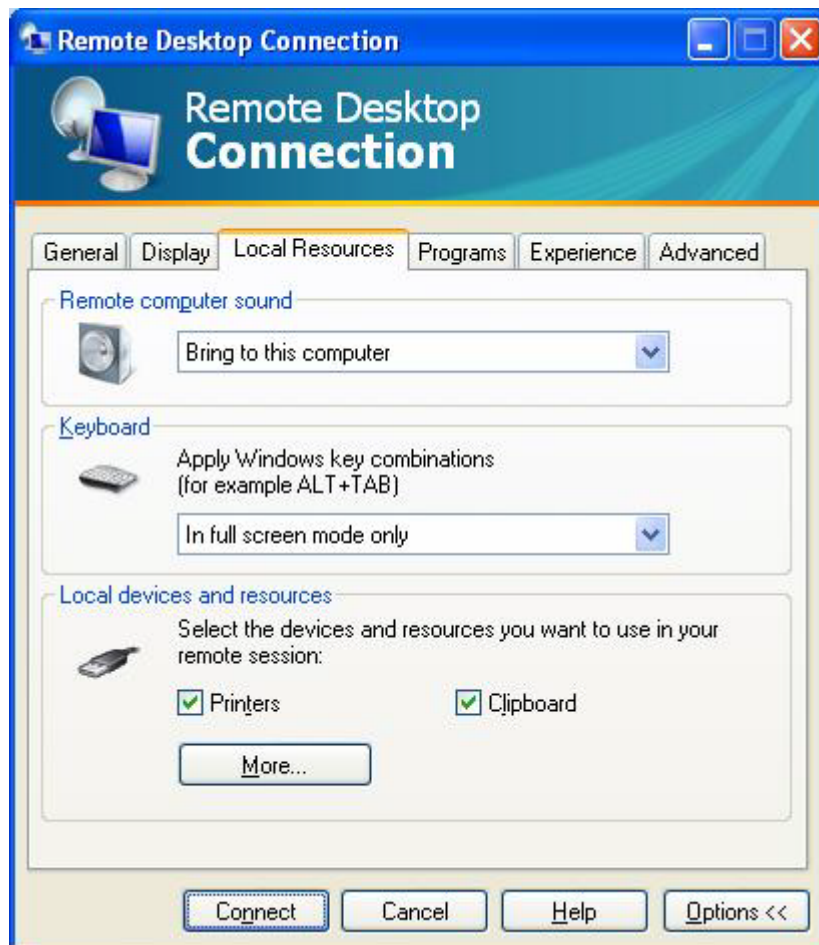 Remote Desktop Connection
Remote Desktop
Connection
General Display Local Resources Programs Experience Advanced
Remote computer sound
Bring to this computer
Keyboard
Apply Windows key combinations
(for example ALT+TAB)
In full screen mode only
Local devices and resources
Select the devices and resources you want to use in your
remote session:
Printers Clipboard
More...
Connect Cancel Help Options <<